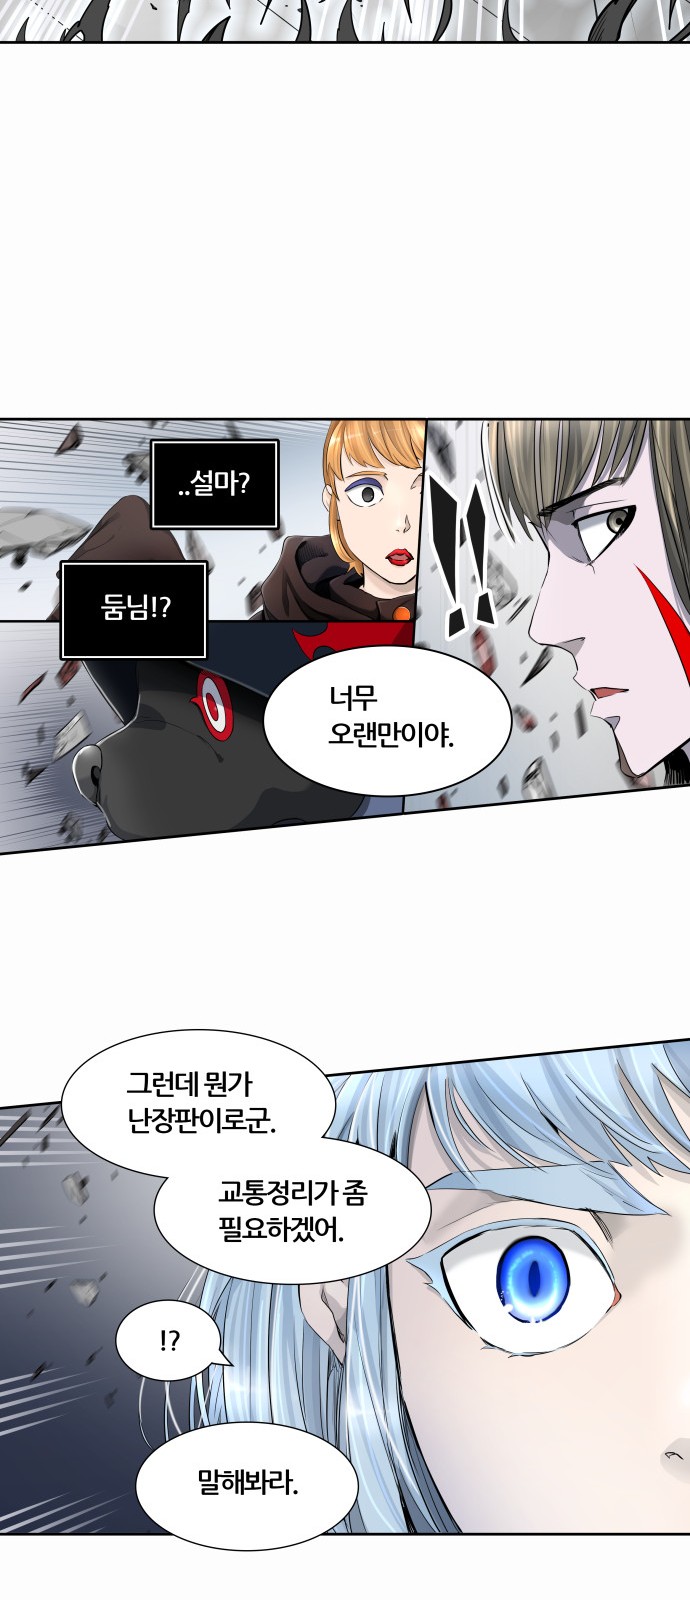 ..설마?
둠님!?
!!
너무
오랜만이야.
그런데 뭔가
난장판이로군.
교통정리가 좀
필요하겠어.
!?
말해봐라.